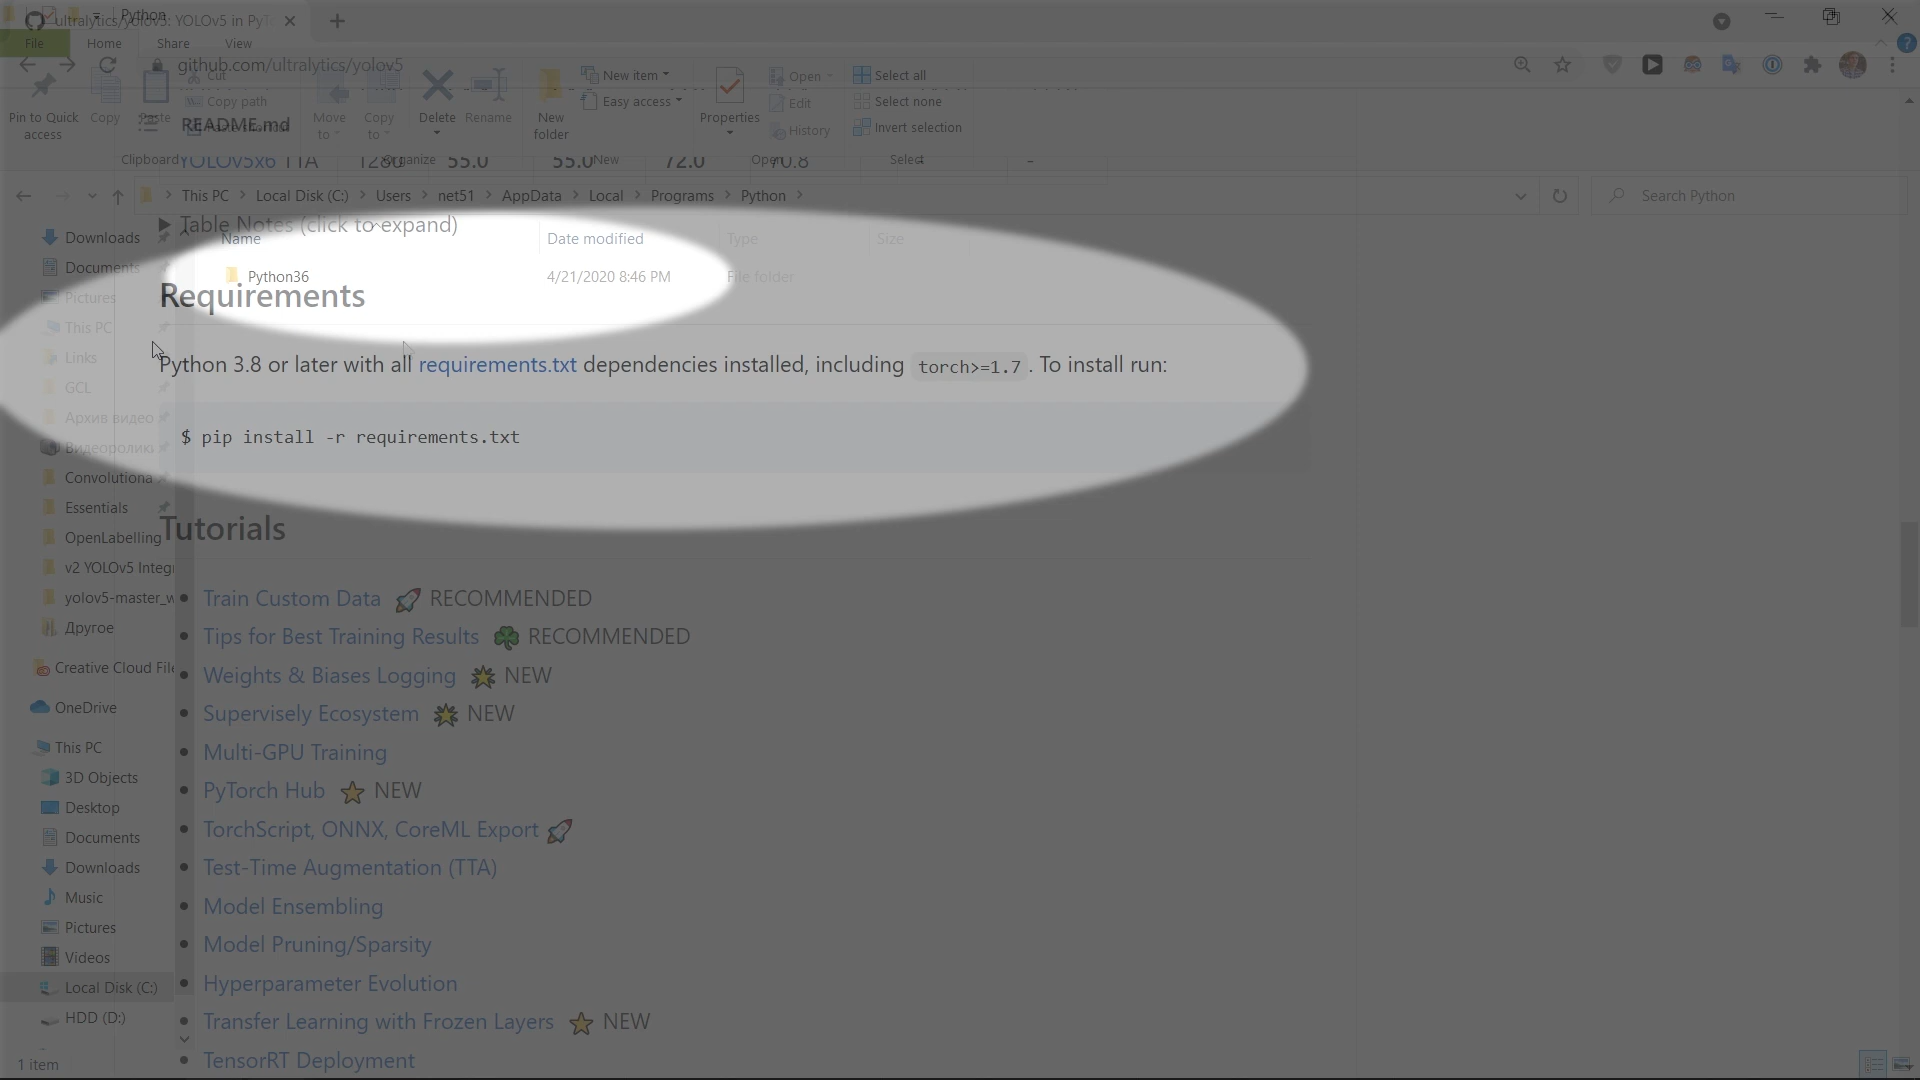 Python
ultralytics/yolov5: YOLOv5 in PyT
File
Home
Share
View
github.com/ultralytics/yolov5
Cut
New item
Open
Select all
Copy path
Easy access
Edit
Select none
Pin to Quick access
Copy
Paste
README.md
Move to
Copy to
Delete
Rename
New folder
Properties
History
Invert selection
Clipboard
Organize
New
Open
Select
YOLOv5x6 TTA
1280
55.0
55.0
72.0
70.8
-
-
This PC
Local Disk (C:)
Users
net51
AppData
Local
Programs
Python
Search Python
Table Notes (click to expand)
Name
Date modified
Type
Size
Python36
4/21/2020 8:46 PM
File folder
Requirements
Python 3.8 or later with all requirements.txt dependencies installed, including torch>=1.7. To install run:
$ pip install -r requirements.txt
Tutorials
Train Custom Data 🚀 RECOMMENDED
Tips for Best Training Results ☘️ RECOMMENDED
Weights & Biases Logging 🌟 NEW
Supervisely Ecosystem 🌟 NEW
Multi-GPU Training
PyTorch Hub ⭐ NEW
TorchScript, ONNX, CoreML Export 🚀
Test-Time Augmentation (TTA)
Model Ensembling
Model Pruning/Sparsity
Hyperparameter Evolution
Transfer Learning with Frozen Layers ⭐ NEW
TensorRT Deployment
Downloads
Documents
Pictures
This PC
Links
GCL
Архив видео
Видеоролики
Convolutiona
Essentials
OpenLabelling
v2 YOLOv5 Integr
yolov5-master_w
Другое
Creative Cloud File
OneDrive
This PC
3D Objects
Desktop
Documents
Downloads
Music
Pictures
Videos
Local Disk (C:)
HDD (D:)
1 item